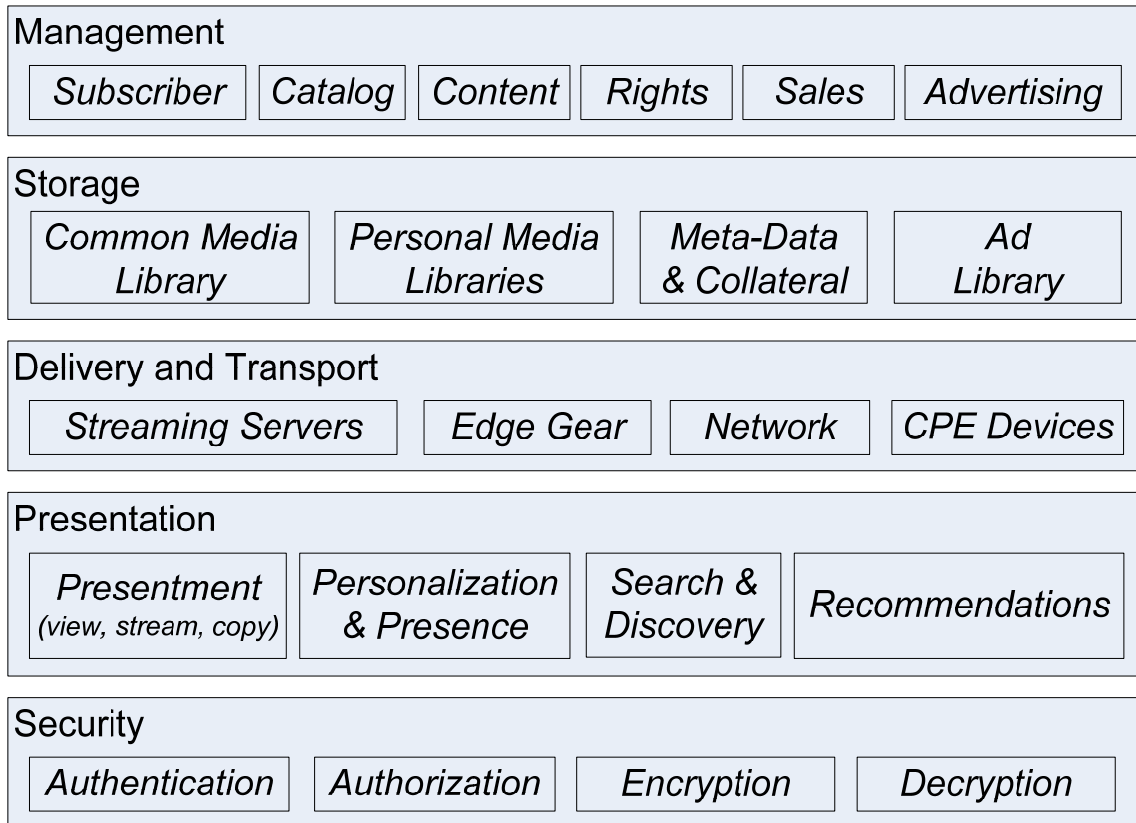 Management
Subscriber Catalog Content Rights Sales Advertising
Storage
Common Media Library
Personal Media Libraries
Meta-Data & Collateral
Ad Library
Delivery and Transport
Streaming Servers Edge Gear Network CPE Devices
Presentation
Presentment
(view, stream, copy)
Personalization & Presence
Search & Discovery
Recommendations
Security
Authentication Authorization Encryption Decryption